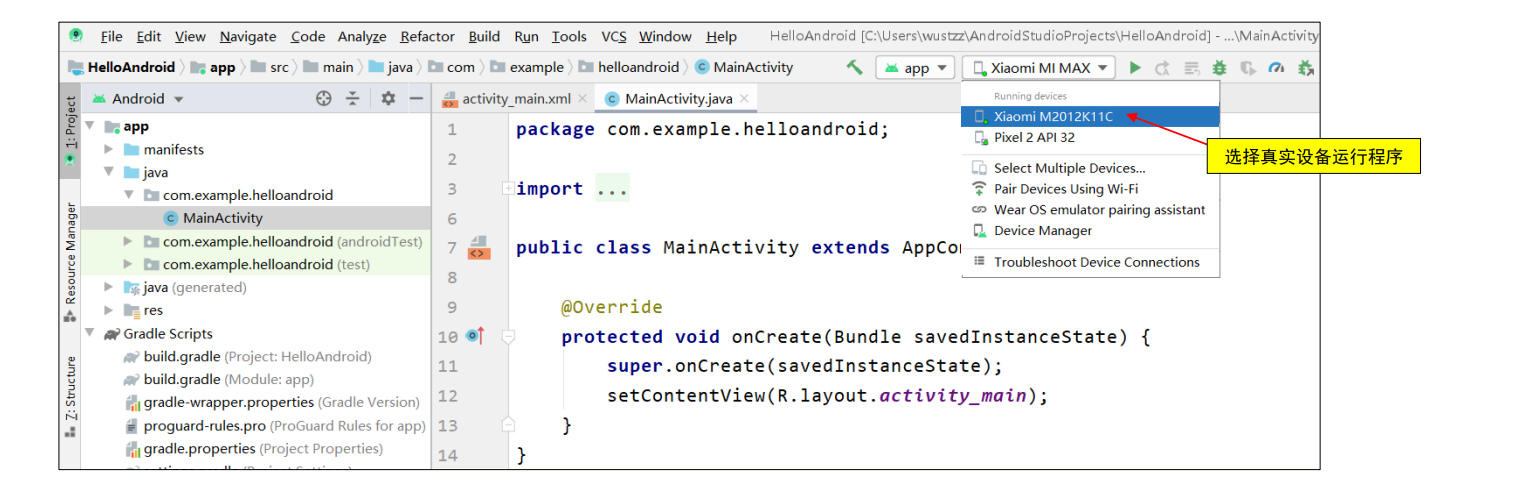 File Edit View Navigate Code Analyze Refactor Build Run Tools VCS Window Help HelloAndroid [C:\Users\wustzz\AndroidStudioProjects\HelloAndroid] - ...\MainActivity
HelloAndroid app src main java com example helloandroid MainActivity app Xiaomi MI MAX
Android
activity_main.xml MainActivity.java
Running devices
Xiaomi M2012K11C
Pixel 2 API 32
Select Multiple Devices...
Pair Devices Using Wi-Fi
Wear OS emulator pairing assistant
Device Manager
Troubleshoot Device Connections
选择真实设备运行程序
1: Project
Resource Manager
Z: Structure
app
manifests
java
com.example.helloandroid
MainActivity
com.example.helloandroid (androidTest)
com.example.helloandroid (test)
java (generated)
res
Gradle Scripts
build.gradle (Project: HelloAndroid)
build.gradle (Module: app)
gradle-wrapper.properties (Gradle Version)
proguard-rules.pro (ProGuard Rules for app)
gradle.properties (Project Properties)
1 package com.example.helloandroid;
2
3 import ...
6
7 public class MainActivity extends AppCo
8
9 @Override
10 protected void onCreate(Bundle savedInstanceState) {
11 super.onCreate(savedInstanceState);
12 setContentView(R.layout.activity_main);
13 }
14 }